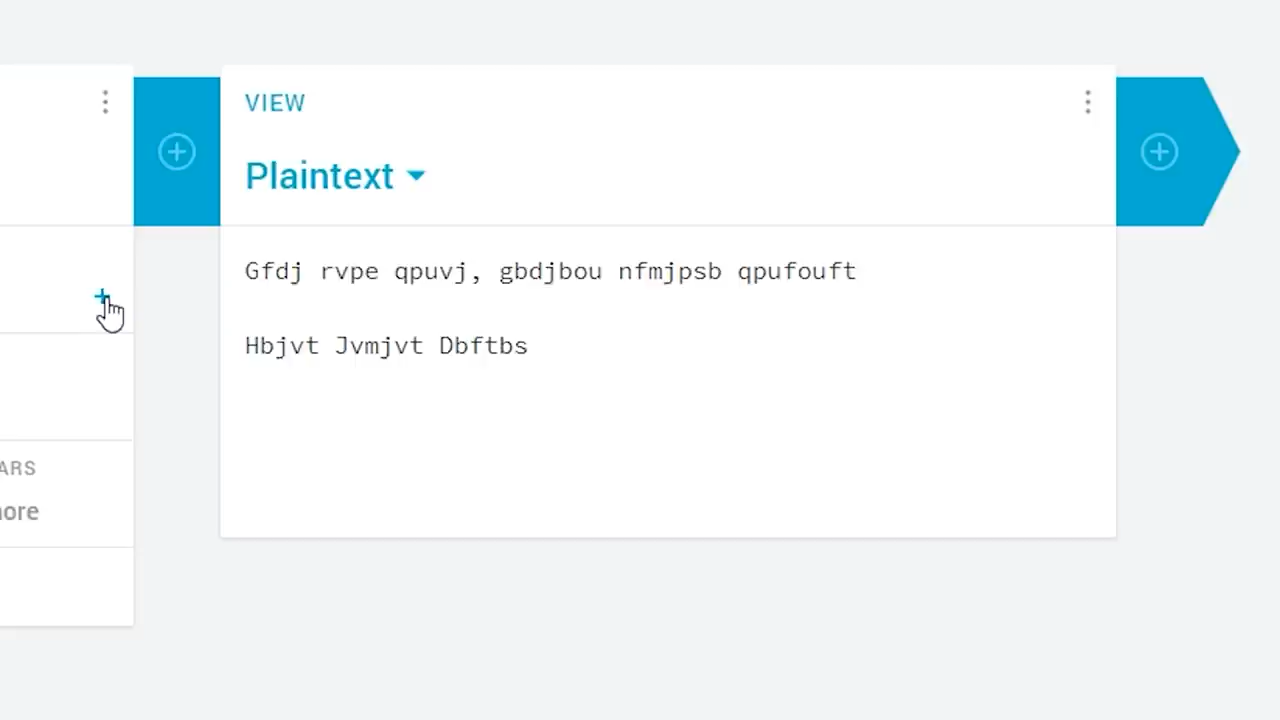 VIEW
Plaintext
Gfdj rvpe qpuvj, gbdjbou nfmjpsb qpufouft
Hbjvt Jvmjvt Dbftbs
ARS
ore